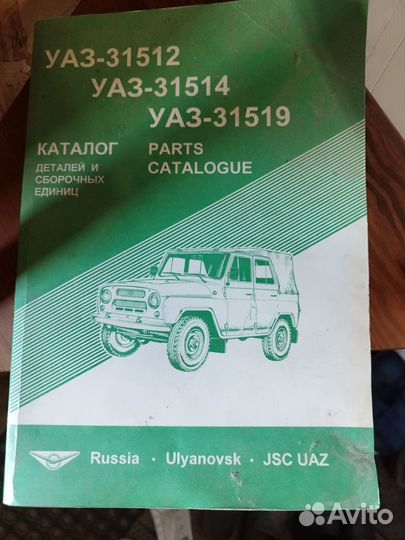 УАЗ-31512
УАЗ-31514
УАЗ-31519
КАТАЛОГ
ДЕТАЛЕЙ И
СБОРОЧНЫХ
ЕДИНИЦ
PARTS
CATALOGUE
Russia · Ulyanovsk · JSC UAZ
Avito